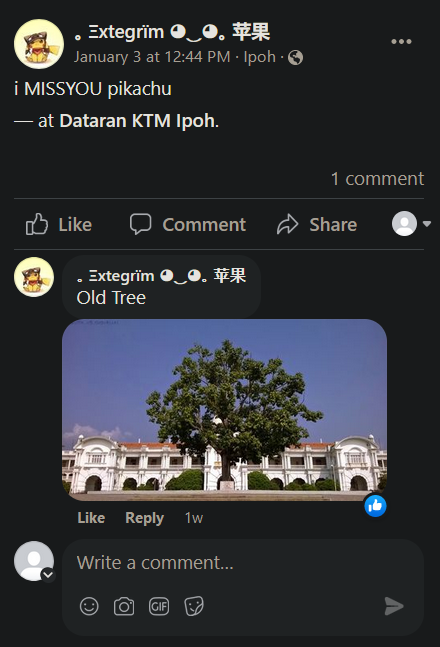 ｡ Ξxtegrïm ◕‿◕｡ 苹果
January 3 at 12:44 PM · Ipoh ·
i MISSYOU pikachu
— at Dataran KTM Ipoh.
1 comment
Like Comment Share
｡ Ξxtegrïm ◕‿◕｡ 苹果
Old Tree
Like Reply 1w
Write a comment...
GIF